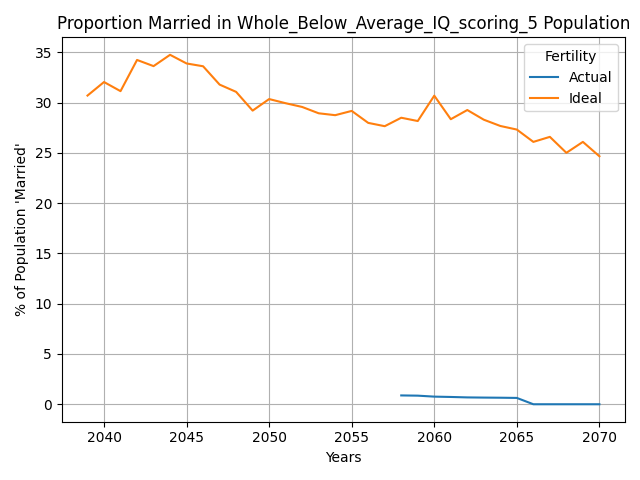 Proportion Married in Whole_Below_Average_IQ_scoring_5 Population
Fertility
Actual
Ideal
% of Population 'Married'
35
30
25
20
15
10
5
0
2040 2045 2050 2055 2060 2065 2070
Years